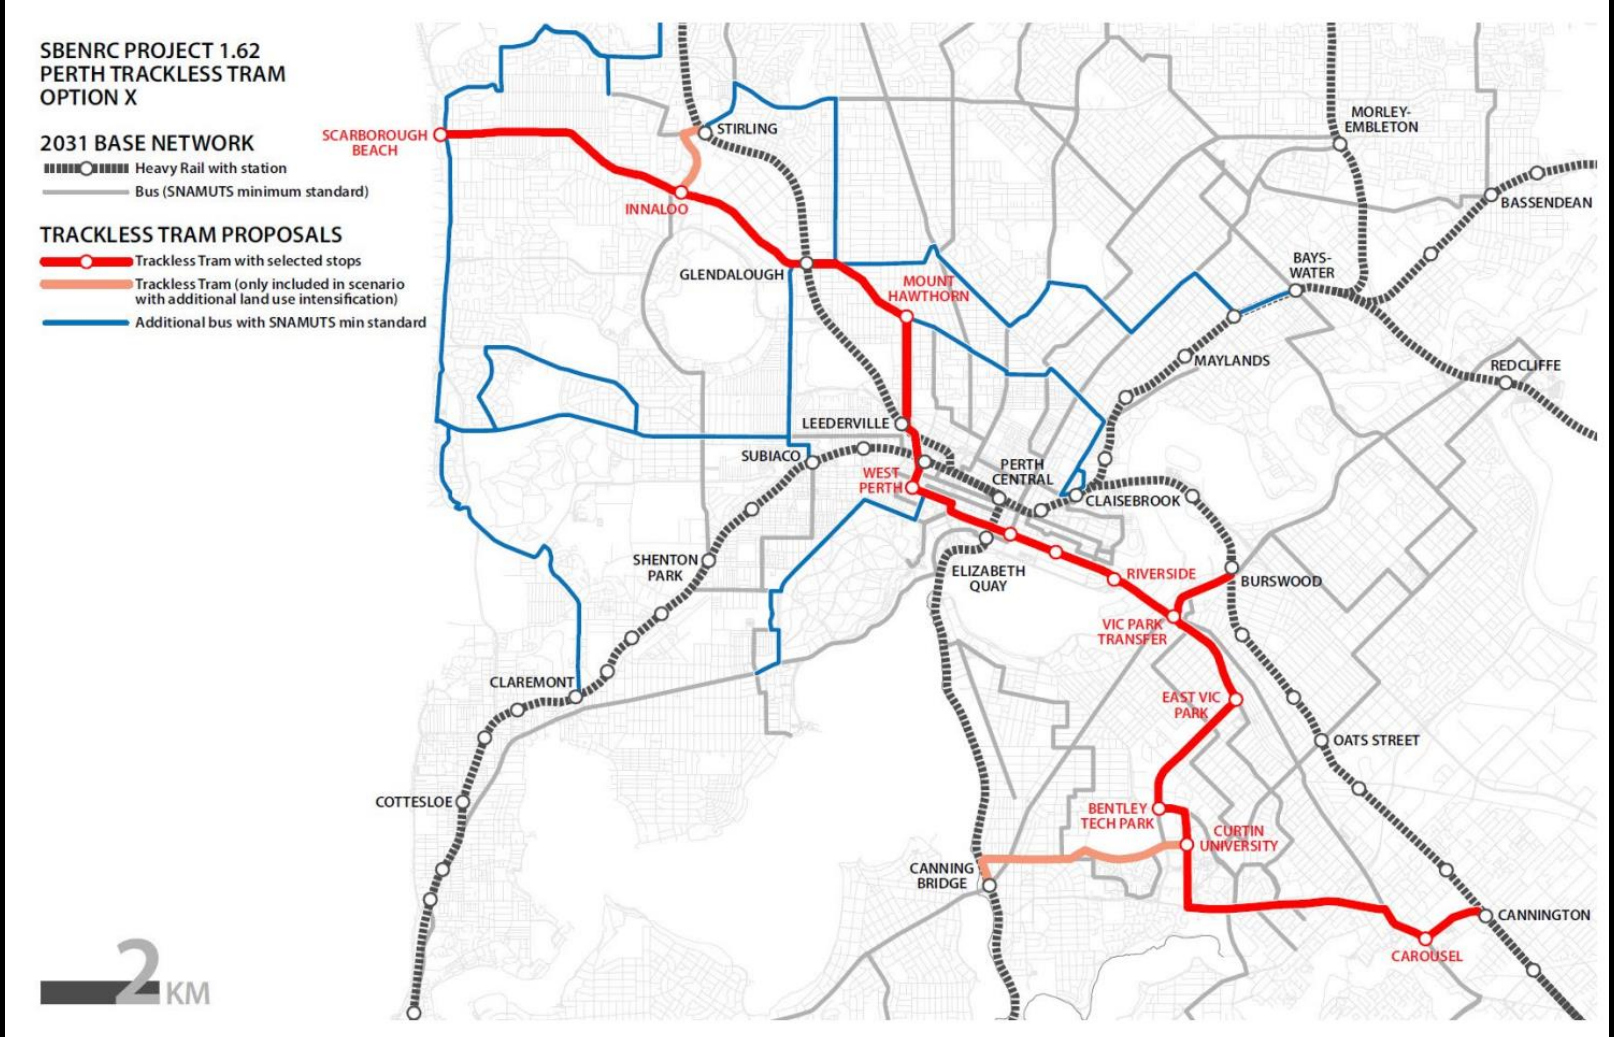 SBENRC PROJECT 1.62
PERTH TRACKLESS TRAM
OPTION X
2031 BASE NETWORK
Heavy Rail with station
Bus (SNAMUTS minimum standard)
TRACKLESS TRAM PROPOSALS
Trackless Tram with selected stops
Trackless Tram (only included in scenario
with additional land use intensification)
Additional bus with SNAMUTS min standard
SCARBOROUGH
BEACH
STIRLING
MORLEY-
EMBLETON
INNALOO
BASSENDEAN
GLENDALOUGH
BAYS-
WATER
MOUNT
HAWTHORN
MAYLANDS
REDCLIFFE
LEEDERVILLE
SUBIACO
WEST
PERTH
PERTH
CENTRAL
CLAISEBROOK
SHENTON
PARK
ELIZABETH
QUAY
RIVERSIDE
BURSWOOD
VIC PARK
TRANSFER
CLAREMONT
EAST VIC
PARK
OATS STREET
COTTESLOE
BENTLEY
TECH PARK
CURTIN
UNIVERSITY
CANNING
BRIDGE
CANNINGTON
CAROUSEL
2 KM